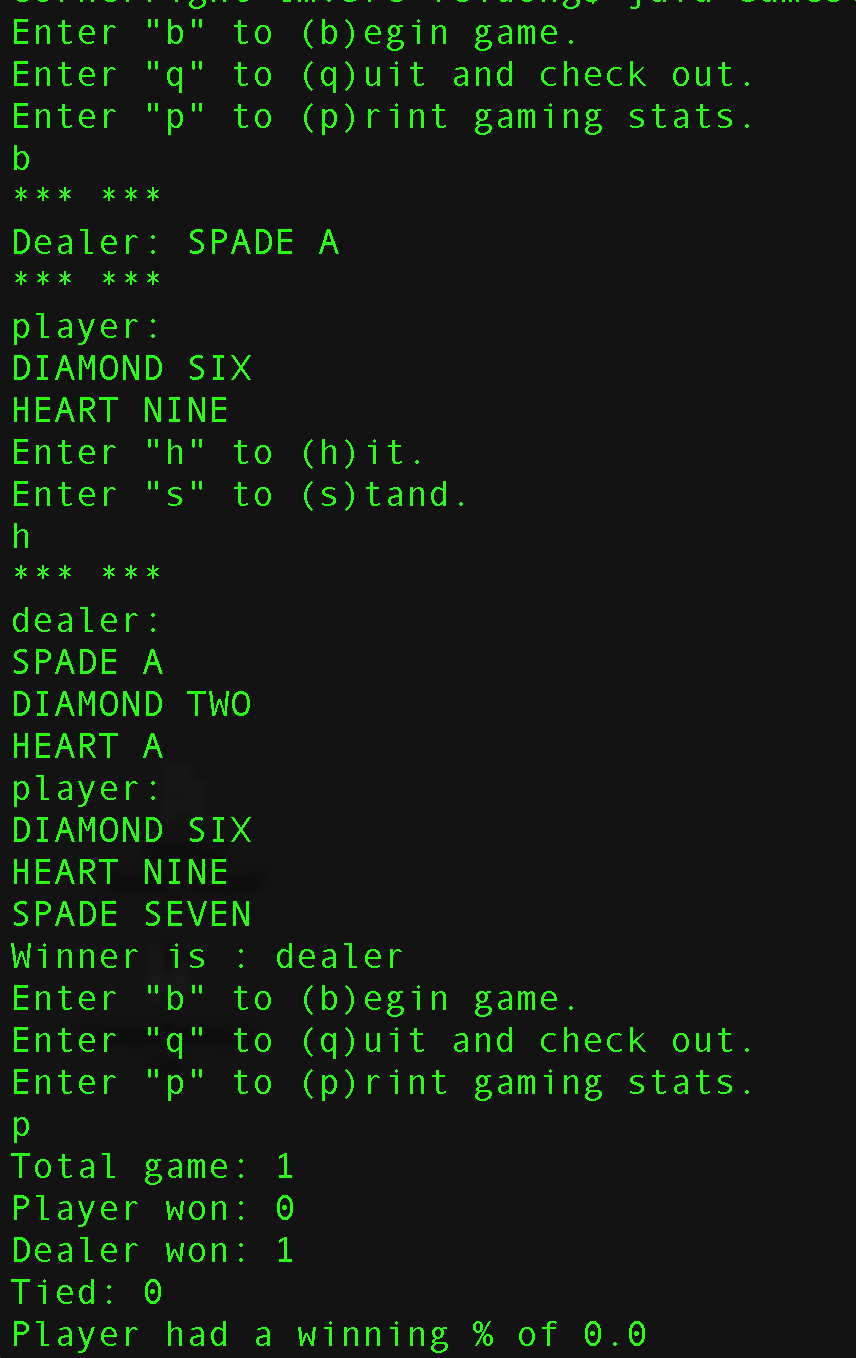 Enter "b" to (b)egin game.
Enter "q" to (q)uit and check out.
Enter "p" to (p)rint gaming stats.
b
*** ***
Dealer: SPADE A
*** ***
player:
DIAMOND SIX
HEART NINE
Enter "h" to (h)it.
Enter "s" to (s)tand.
h
*** ***
dealer:
SPADE A
DIAMOND TWO
HEART A
player:
DIAMOND SIX
HEART NINE
SPADE SEVEN
Winner is : dealer
Enter "b" to (b)egin game.
Enter "q" to (q)uit and check out.
Enter "p" to (p)rint gaming stats.
p
Total game: 1
Player won: 0
Dealer won: 1
Tied: 0
Player had a winning % of 0.0